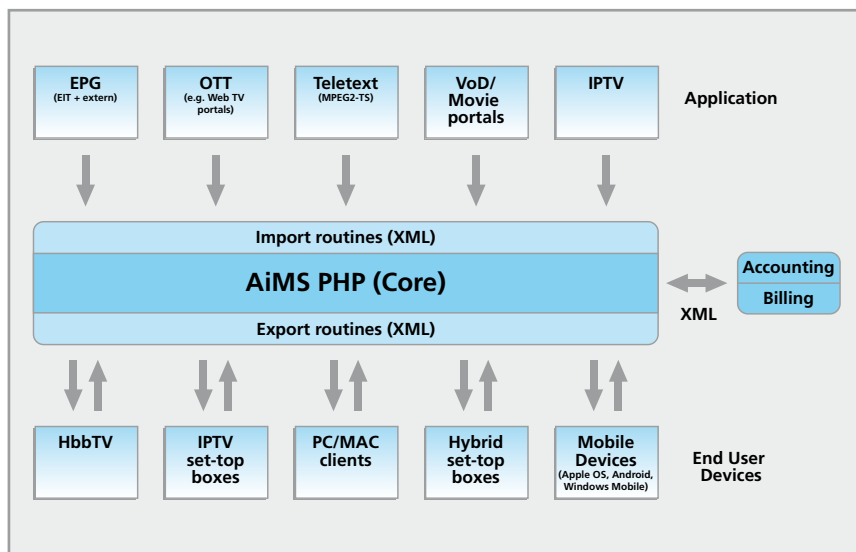 EPG
(EIT + extern)
OTT
(e.g. Web TV
portals)
Teletext
(MPEG2-TS)
VoD/
Movie
portals
IPTV
Application
Import routines (XML)
AiMS PHP (Core)
Export routines (XML)
XML
Accounting
Billing
HbbTV
IPTV
set-top
boxes
PC/MAC
clients
Hybrid
set-top
boxes
Mobile
Devices
(Apple OS, Android,
Windows Mobile)
End User
Devices